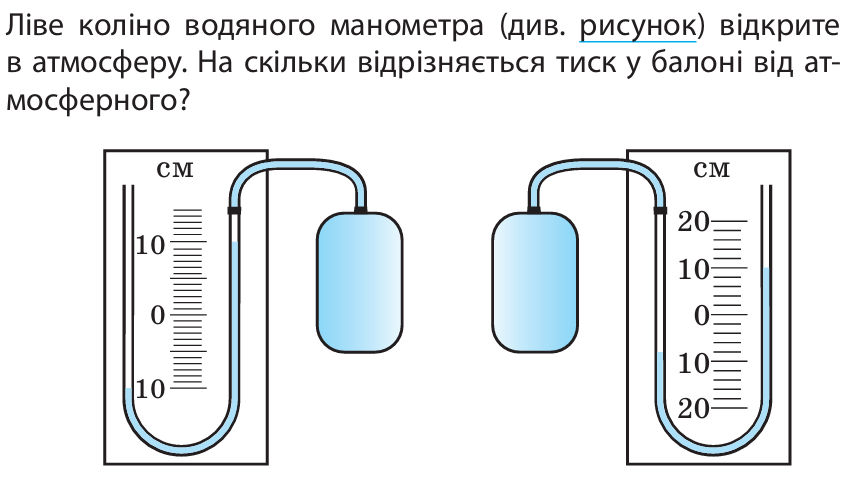 Ліве коліно водяного манометра (див. рисунок) відкрите
в атмосферу. На скільки відрізняється тиск у балоні від ат-
мосферного?
см
10
0
10
см
20
10
0
10
20